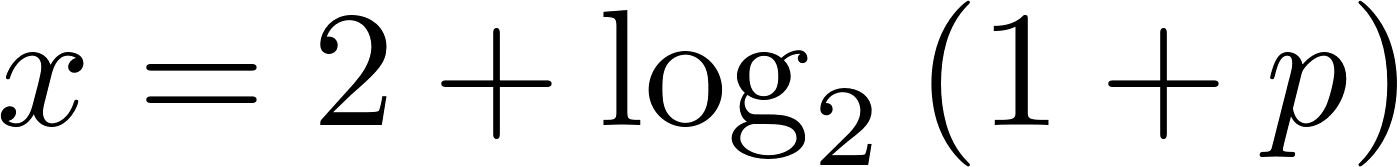 x = 2 + log₂ (1 + p)